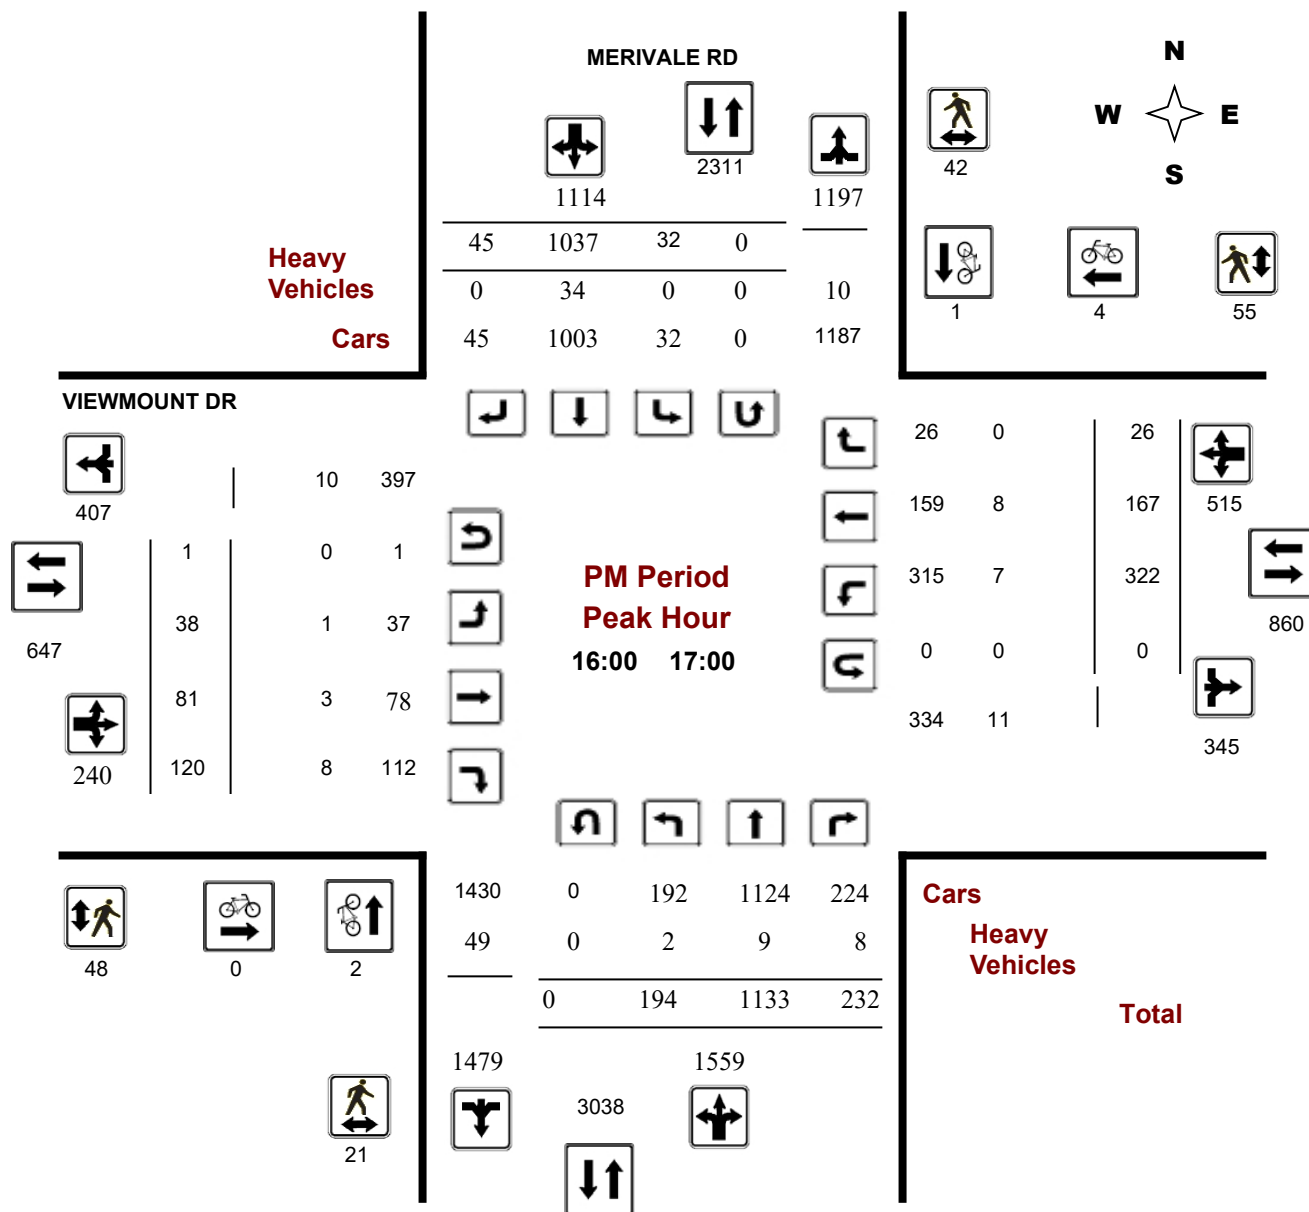 MERIVALE RD
N
W E
S
2311
42
1114 1197
45 1037 32 0
Heavy
Vehicles
0 34 0 0 10
1 4 55
Cars
45 1003 32 0 1187
VIEWMOUNT DR
26 0 26
10 397
407
159 8 167 515
1 0 1
PM Period
315 7 322
Peak Hour
38 1 37
860
647
16:00 17:00
0 0 0
81 3 78
334 11
345
240 120 8 112
1430 0 192 1124 224
Cars
49 0 2 9 8
Heavy
Vehicles
48 0 2
0 194 1133 232
Total
1479 1559
3038
21